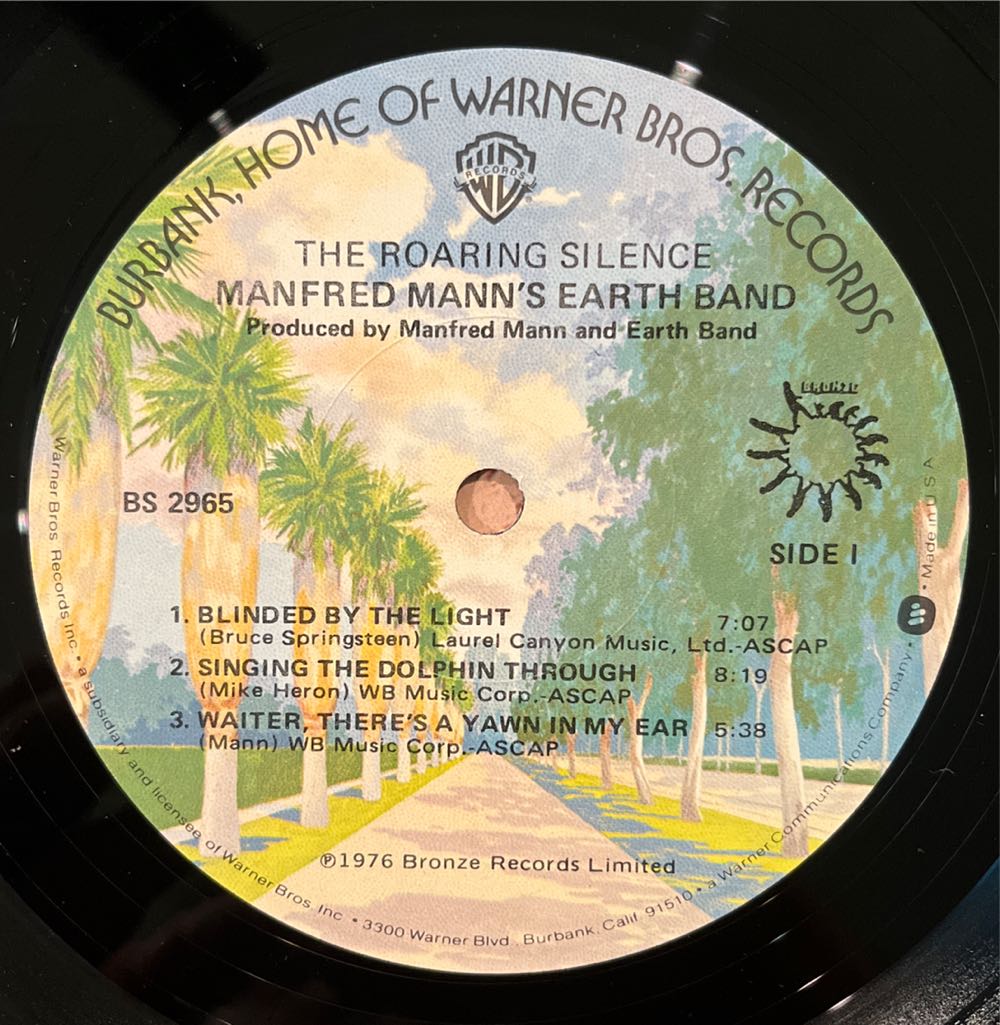 BURBANK, HOME OF WARNER BROS. RECORDS
WB
RECORDS
®
THE ROARING SILENCE
MANFRED MANN'S EARTH BAND
Produced by Manfred Mann and Earth Band
BRONZE
BS 2965
SIDE I
1. BLINDED BY THE LIGHT 7:07
(Bruce Springsteen) Laurel Canyon Music, Ltd.-ASCAP
2. SINGING THE DOLPHIN THROUGH 8:19
(Mike Heron) WB Music Corp.-ASCAP
3. WAITER, THERE'S A YAWN IN MY EAR 5:38
(Mann) WB Music Corp.-ASCAP
℗1976 Bronze Records Limited
Warner Bros. Records Inc. • a subsidiary and licensee of Warner Bros. Inc. • 3300 Warner Blvd., Burbank, Calif. 91510 • a Warner Communications Company • Made in U S A